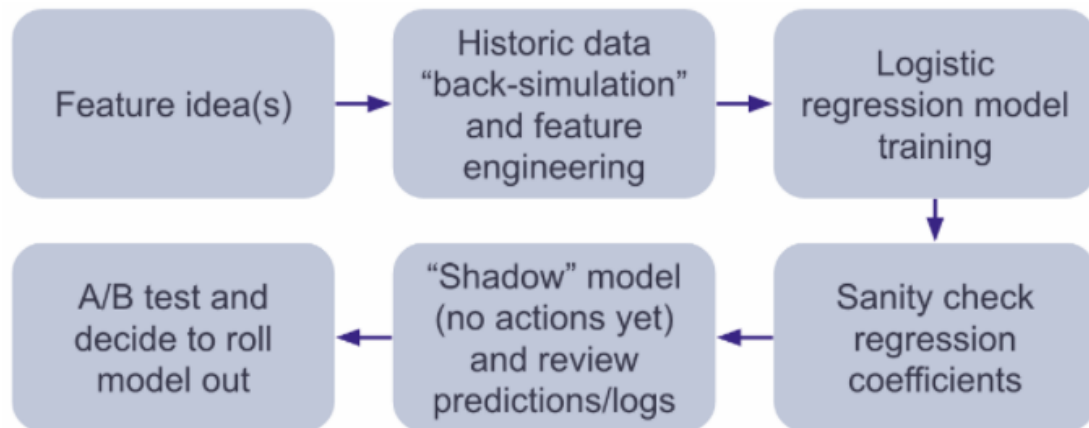 Feature idea(s)
Historic data
“back-simulation”
and feature
engineering
Logistic
regression model
training
Sanity check
regression
coefficients
“Shadow” model
(no actions yet)
and review
predictions/logs
A/B test and
decide to roll
model out